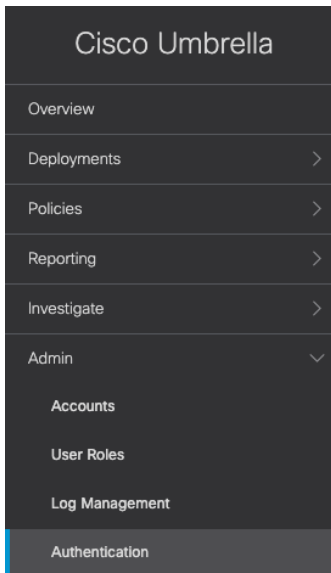 Cisco Umbrella
Overview
Deployments
Policies
Reporting
Investigate
Admin
Accounts
User Roles
Log Management
Authentication